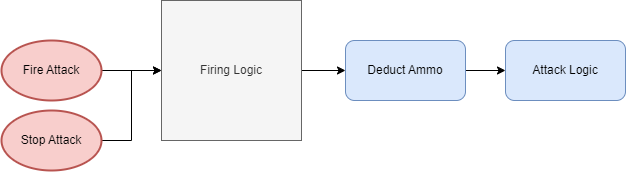 Fire Attack
Firing Logic
Deduct Ammo
Attack Logic
Stop Attack